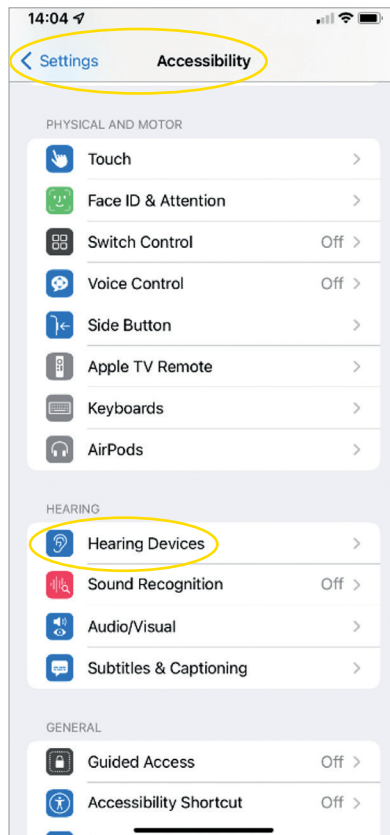 14:04
Settings Accessibility
PHYSICAL AND MOTOR
Touch
Face ID & Attention
Switch Control Off
Voice Control Off
Side Button
Apple TV Remote
Keyboards
AirPods
HEARING
Hearing Devices
Sound Recognition Off
Audio/Visual
Subtitles & Captioning
GENERAL
Guided Access Off
Accessibility Shortcut Off